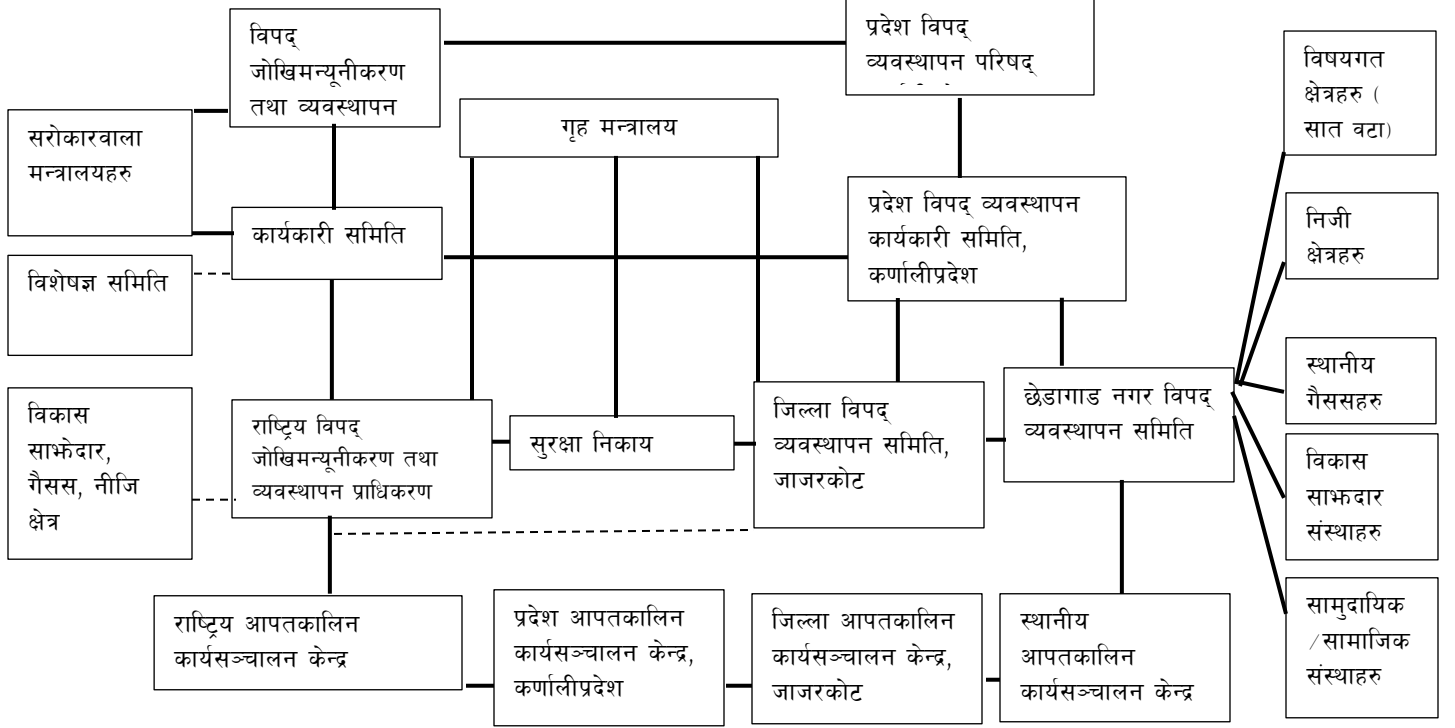 विपद्
जोखिमन्यूनीकरण
तथा व्यवस्थापन
प्रदेश विपद्
व्यवस्थापन परिषद्
विषयगत
क्षेत्रहरु (
सात वटा)
सरोकारवाला
मन्त्रालयहरु
गृह मन्त्रालय
कार्यकारी समिति
प्रदेश विपद् व्यवस्थापन
कार्यकारी समिति,
कर्णालीप्रदेश
निजी
क्षेत्रहरु
विशेषज्ञ समिति
स्थानीय
गैससहरु
विकास
साझेदार,
गैसस, नीजि
क्षेत्र
राष्ट्रिय विपद्
जोखिमन्यूनीकरण तथा
व्यवस्थापन प्राधिकरण
सुरक्षा निकाय
जिल्ला विपद्
व्यवस्थापन समिति,
जाजरकोट
छेडागाड नगर विपद्
व्यवस्थापन समिति
विकास
साझदार
संस्थाहरु
राष्ट्रिय आपतकालिन
कार्यसञ्चालन केन्द्र
प्रदेश आपतकालिन
कार्यसञ्चालन केन्द्र,
कर्णालीप्रदेश
जिल्ला आपतकालिन
कार्यसञ्चालन केन्द्र,
जाजरकोट
स्थानीय
आपतकालिन
कार्यसञ्चालन केन्द्र
सामुदायिक
/सामाजिक
संस्थाहरु